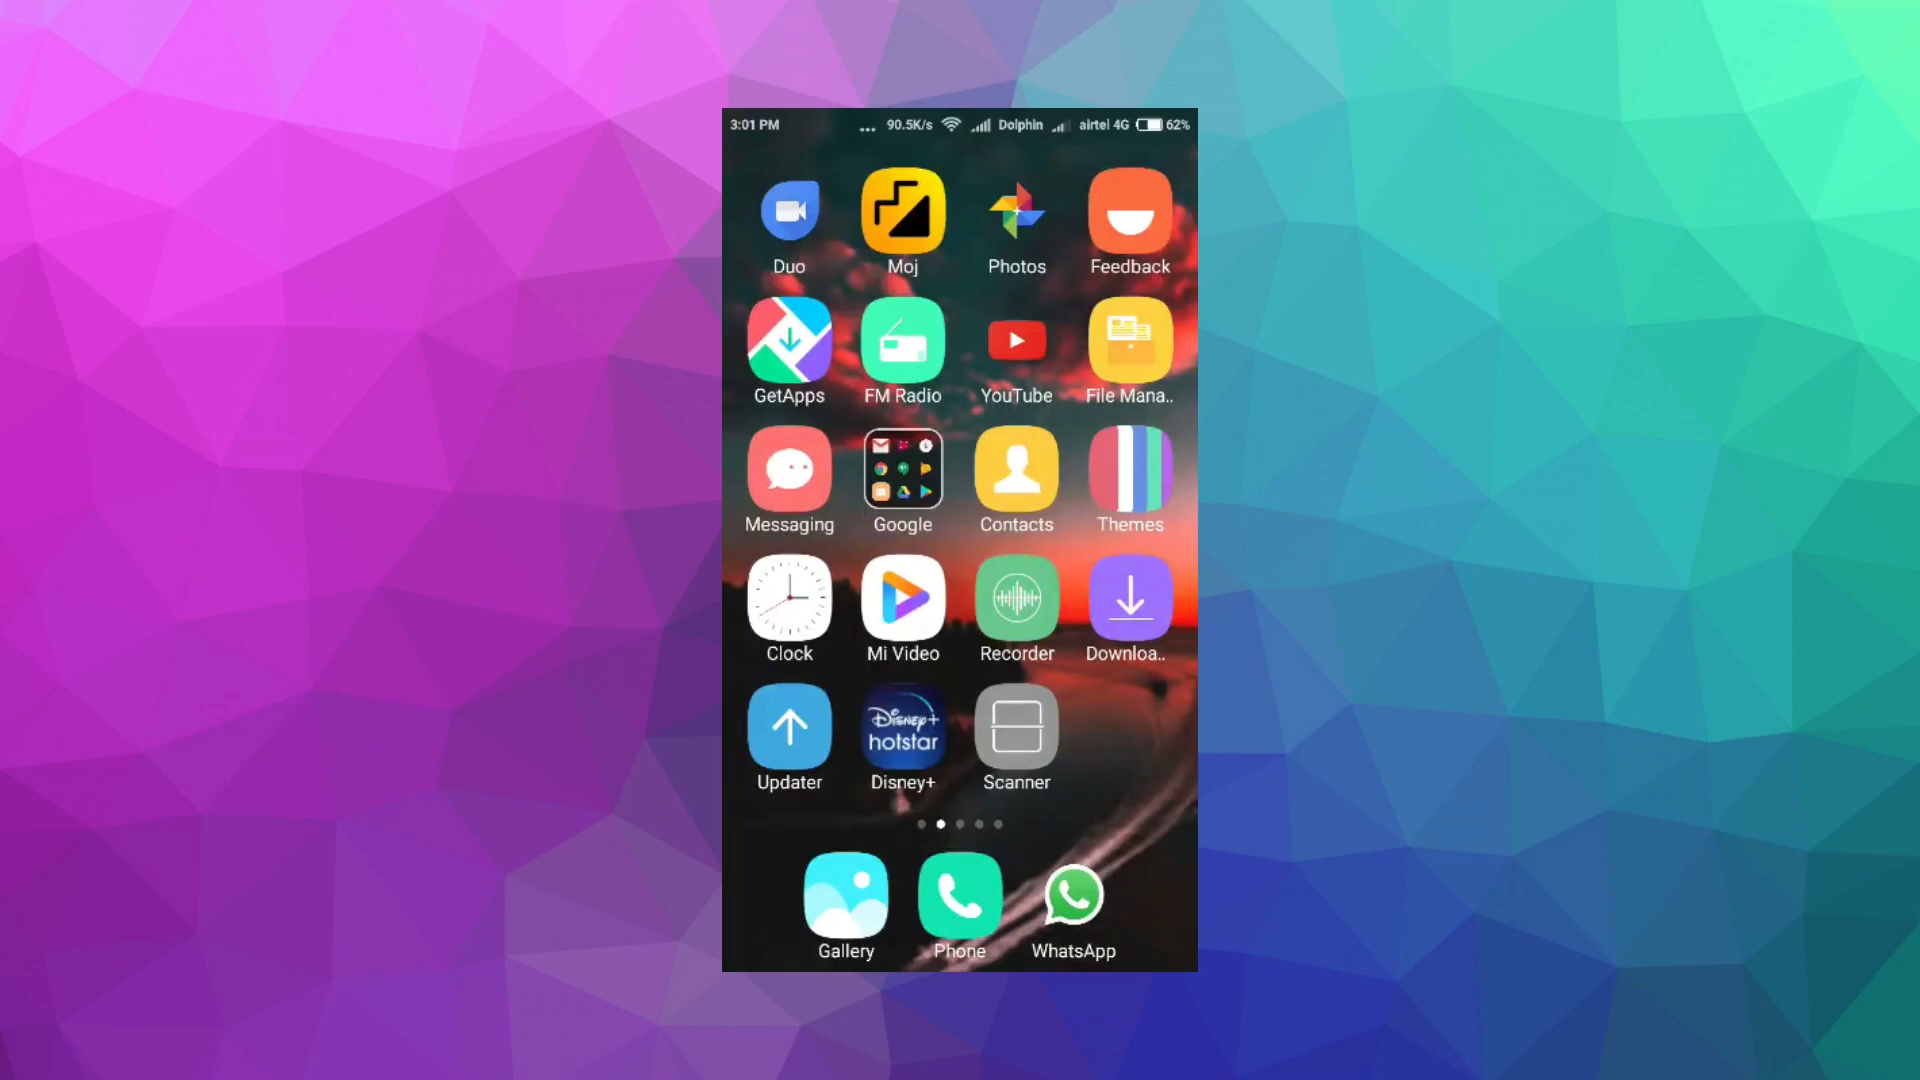 3:01 PM ... 90.5K/s Dolphin airtel 4G 62%
Duo Moj Photos Feedback
GetApps FM Radio YouTube File Mana..
Messaging Google Contacts Themes
Clock Mi Video Recorder Downloa..
Disney+
hotstar
Updater Disney+ Scanner
Gallery Phone WhatsApp